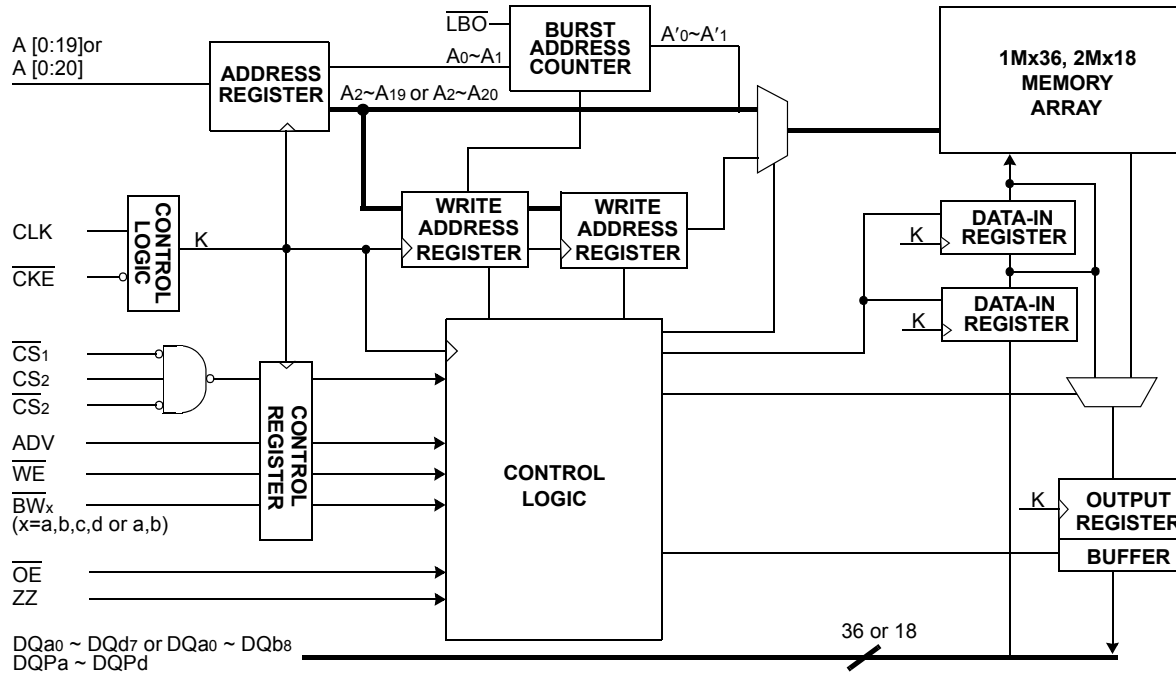 LBO
BURST
ADDRESS
COUNTER
A′0~A′1
A [0:19]or
A [0:20]
ADDRESS
REGISTER
A0~A1
A2~A19 or A2~A20
1Mx36, 2Mx18
MEMORY
ARRAY
WRITE
ADDRESS
REGISTER
WRITE
ADDRESS
REGISTER
CLK
CKE
CONTROL
LOGIC
K
DATA-IN
REGISTER
K
DATA-IN
REGISTER
K
CS1
CS2
CS2
ADV
WE
BWx
(x=a,b,c,d or a,b)
CONTROL
REGISTER
CONTROL
LOGIC
K
OUTPUT
REGISTER
BUFFER
OE
ZZ
DQa0 ~ DQd7 or DQa0 ~ DQb8
DQPa ~ DQPd
36 or 18